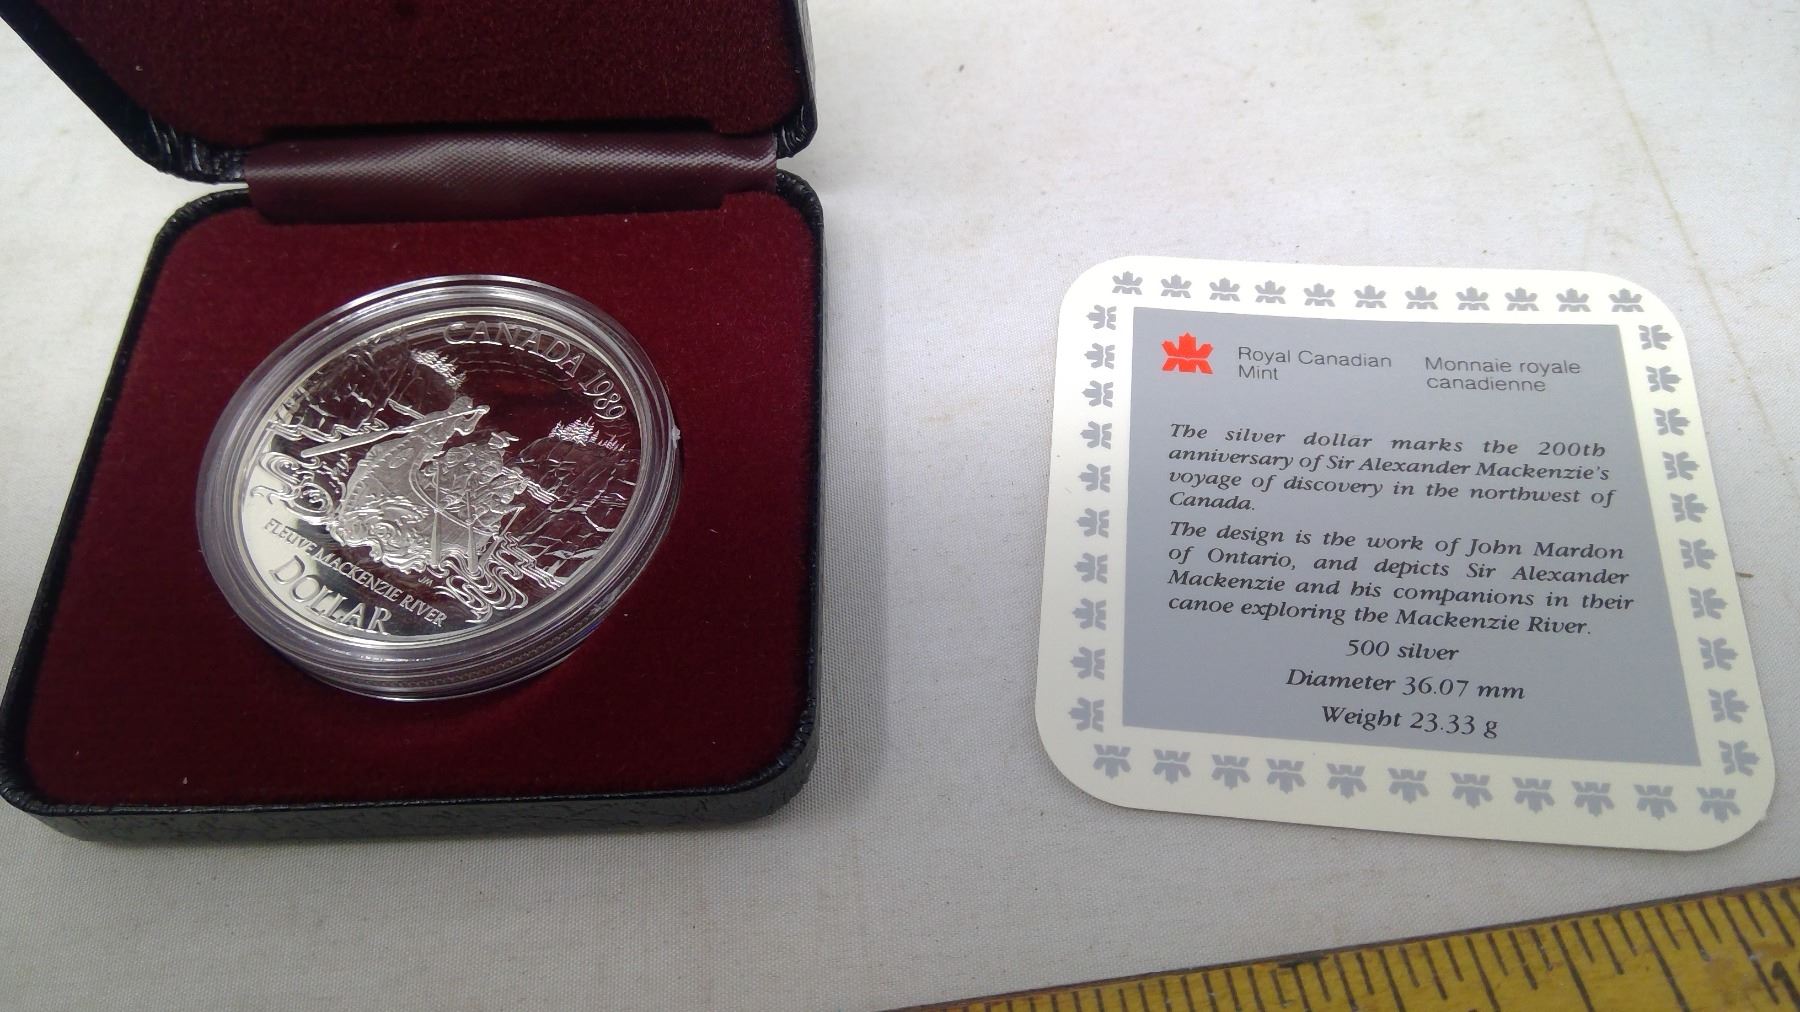 CANADA 1989
FLEUVE MACKENZIE RIVER
JM
DOLLAR
Royal Canadian
Mint
Monnaie royale
canadienne
The silver dollar marks the 200th
anniversary of Sir Alexander Mackenzie's
voyage of discovery in the northwest of
Canada.
The design is the work of John Mardon
of Ontario, and depicts Sir Alexander
Mackenzie and his companions in their
canoe exploring the Mackenzie River.
500 silver
Diameter 36.07 mm
Weight 23.33 g